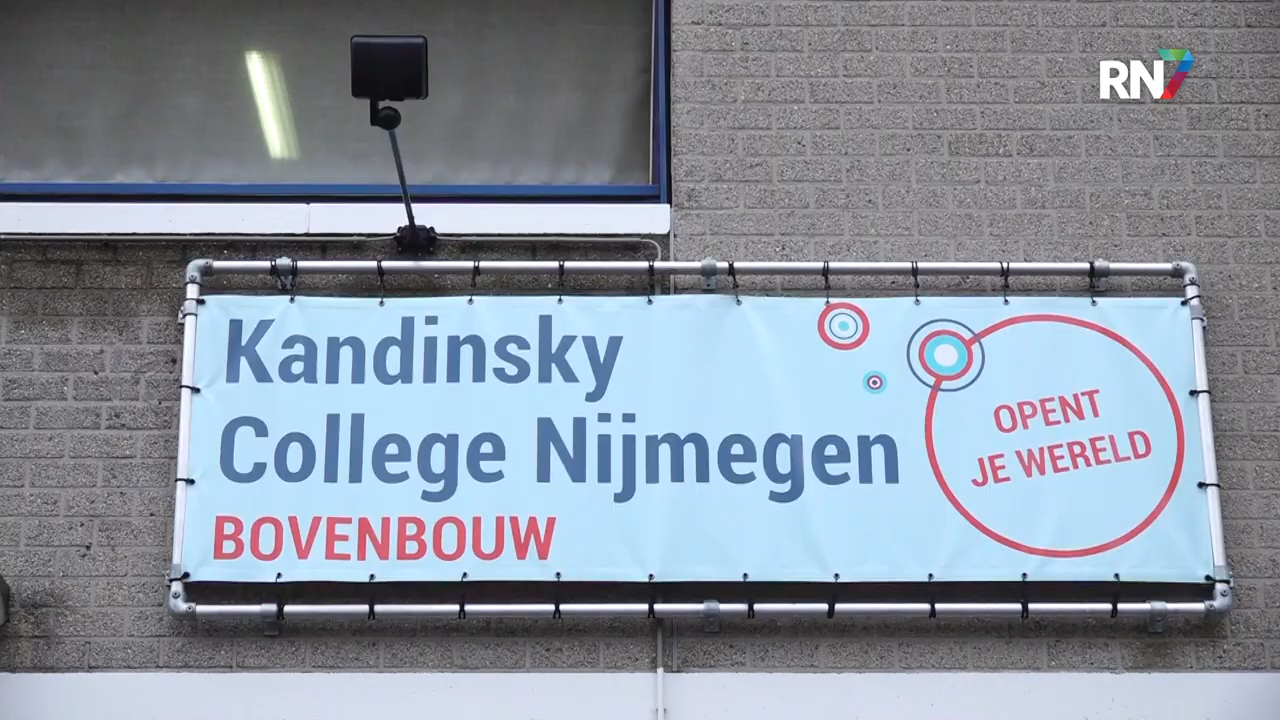 RN7
Kandinsky
College Nijmegen
BOVENBOUW
OPENT
JE WERELD